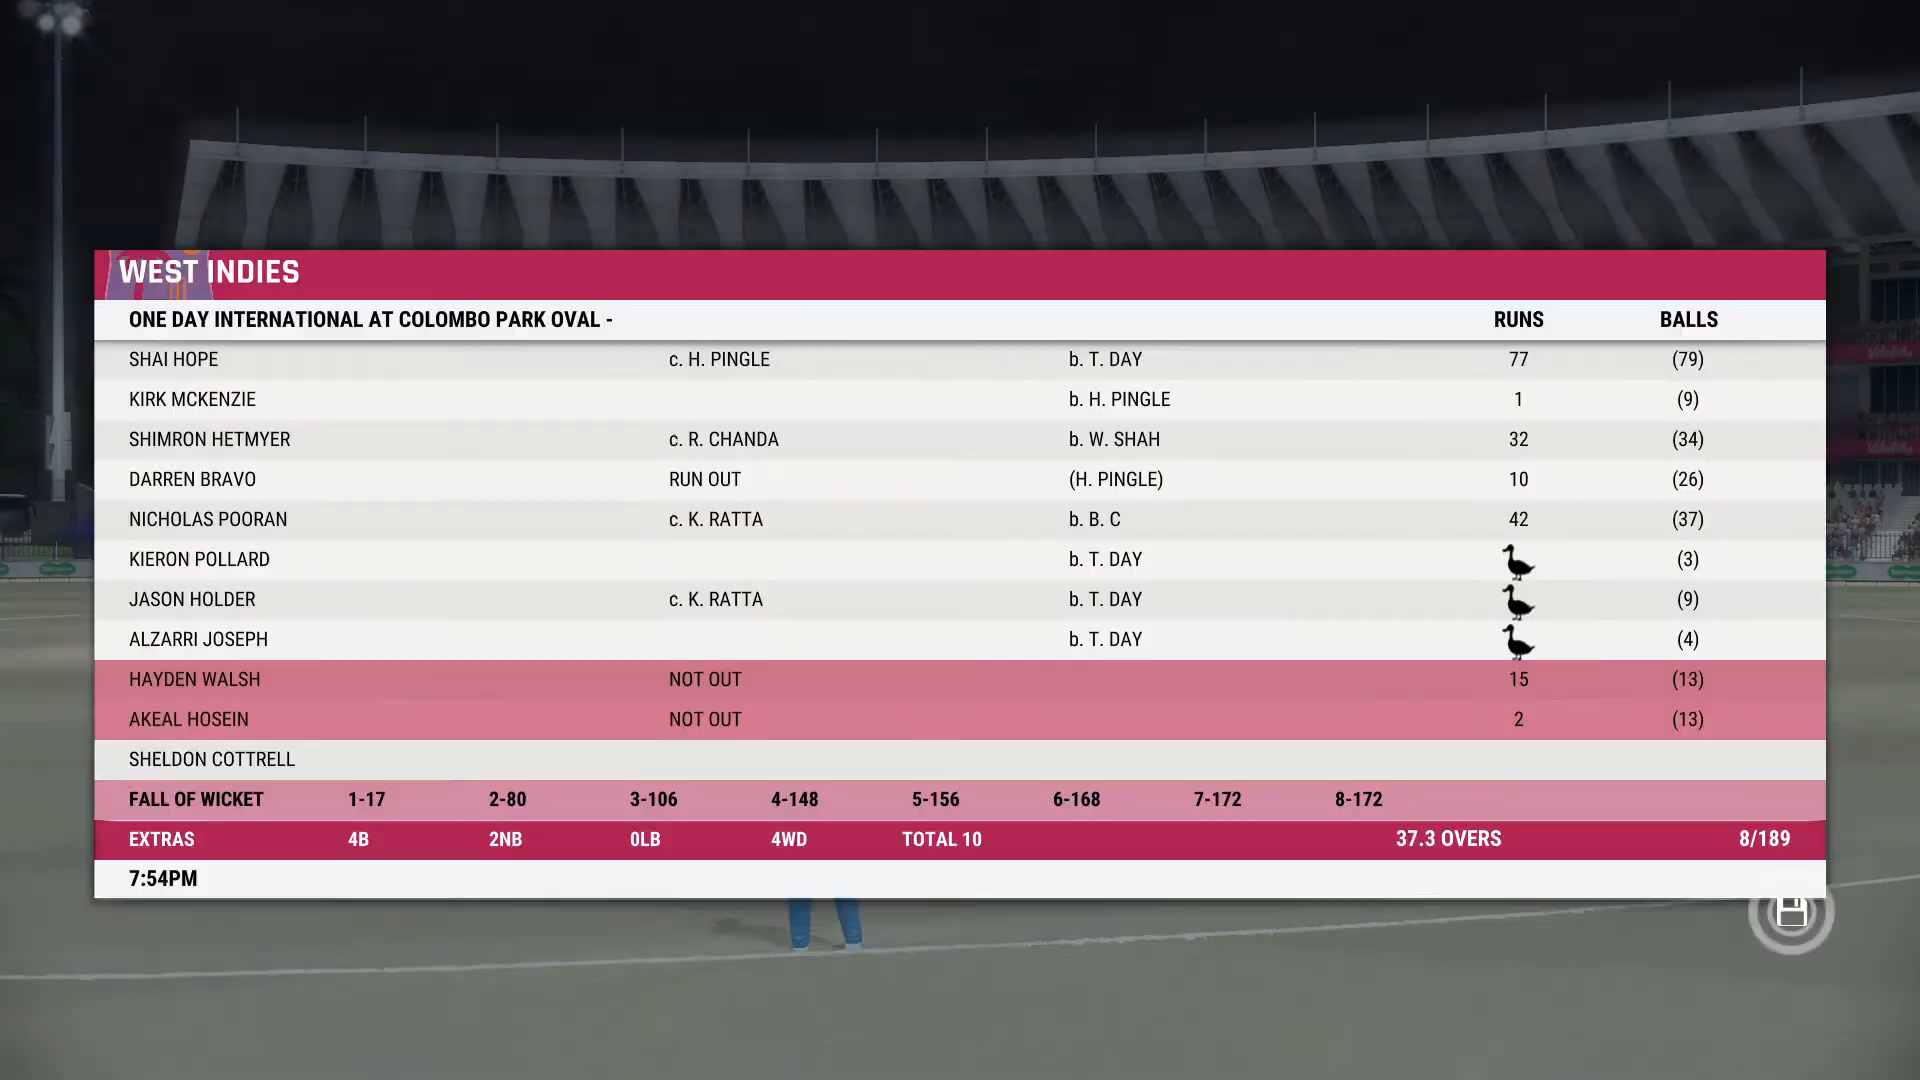 WEST INDIES
ONE DAY INTERNATIONAL AT COLOMBO PARK OVAL - RUNS BALLS
SHAI HOPE c. H. PINGLE b. T. DAY 77 (79)
KIRK MCKENZIE b. H. PINGLE 1 (9)
SHIMRON HETMYER c. R. CHANDA b. W. SHAH 32 (34)
DARREN BRAVO RUN OUT (H. PINGLE) 10 (26)
NICHOLAS POORAN c. K. RATTA b. B. C 42 (37)
KIERON POLLARD b. T. DAY (3)
JASON HOLDER c. K. RATTA b. T. DAY (9)
ALZARRI JOSEPH b. T. DAY (4)
HAYDEN WALSH NOT OUT 15 (13)
AKEAL HOSEIN NOT OUT 2 (13)
SHELDON COTTRELL
FALL OF WICKET 1-17 2-80 3-106 4-148 5-156 6-168 7-172 8-172
EXTRAS 4B 2NB 0LB 4WD TOTAL 10 37.3 OVERS 8/189
7:54PM